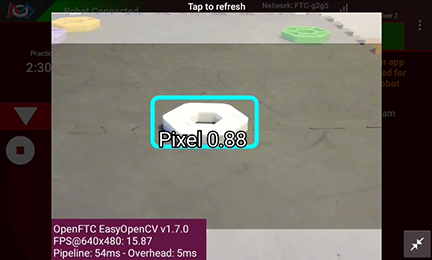 Tap to refresh
Robot Connected
Network: FTC-g2g5
Practic
2:30
Pixel 0.88
OpenFTC EasyOpenCV v1.7.0
FPS@640x480: 15.87
Pipeline: 54ms - Overhead: 5ms